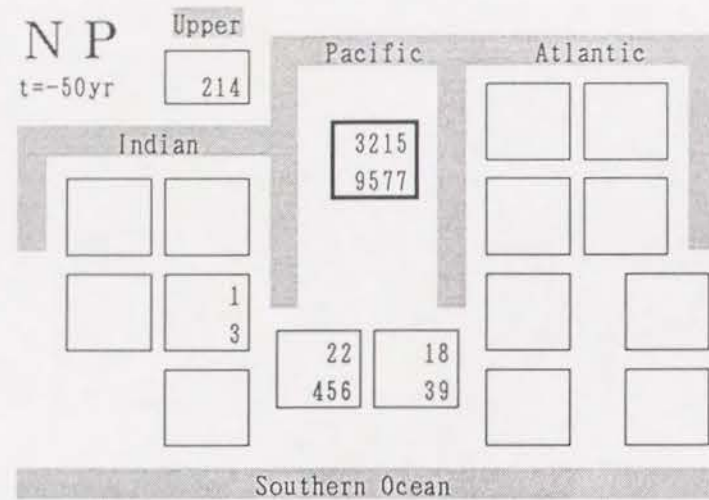 N P
t=-50yr
Upper
214
Pacific
Atlantic
Indian
3215
9577
1
3
22
456
18
39
Southern Ocean